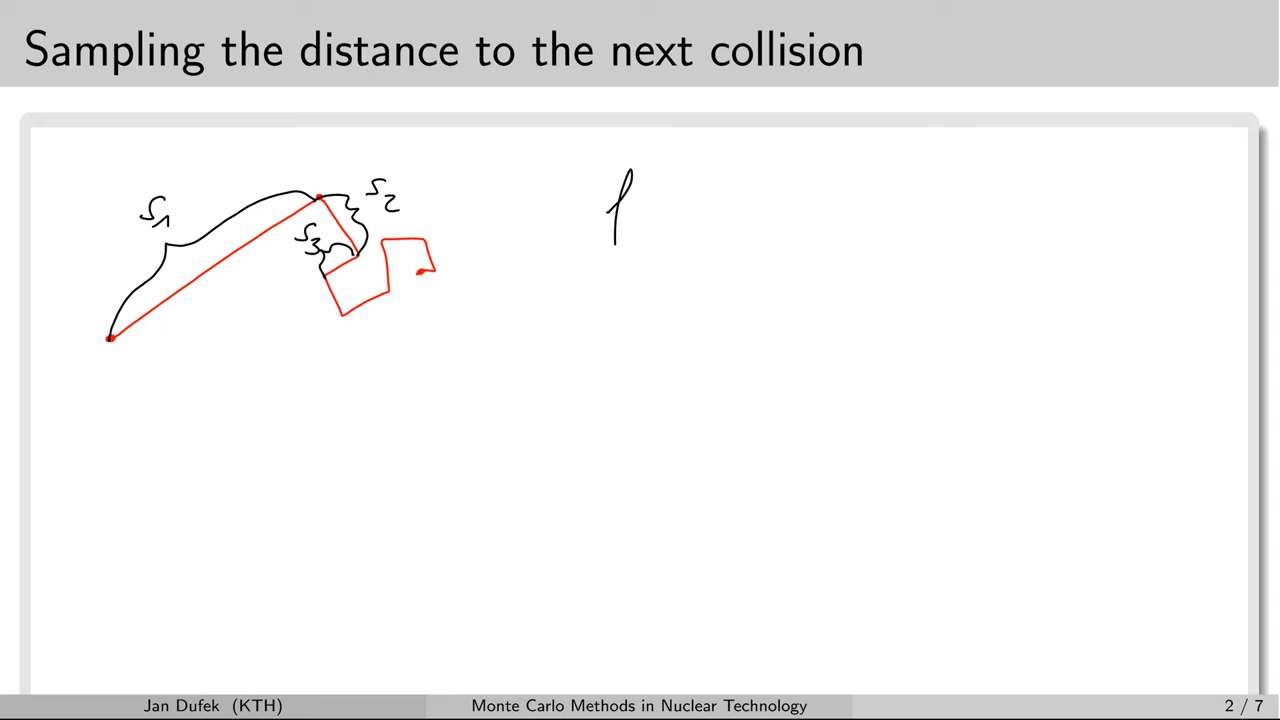 Sampling the distance to the next collision
s1
s2
s3
f
Jan Dufek (KTH)
Monte Carlo Methods in Nuclear Technology
2 / 7